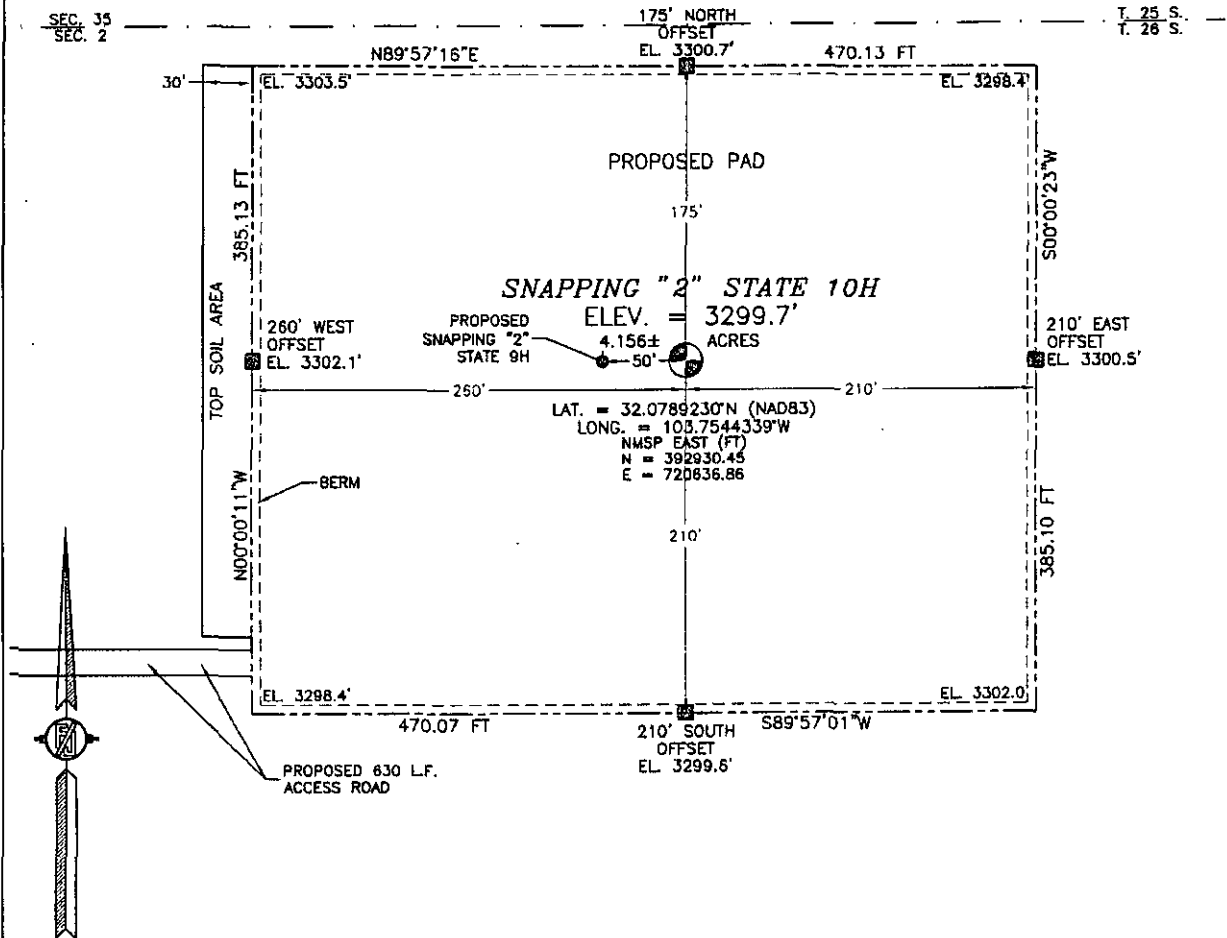 SEC. 35
SEC. 2
T. 25 S.
T. 26 S.
175' NORTH
OFFSET
EL. 3300.7'
N89°57'16"E
470.13 FT
30'
EL. 3303.5'
EL. 3298.4'
PROPOSED PAD
385.13 FT
S00°00'23"W
175'
SNAPPING "2" STATE 10H
ELEV. = 3299.7'
PROPOSED
SNAPPING "2"
STATE 9H
4.156± ACRES
50'
TOP SOIL AREA
260' WEST
OFFSET
EL. 3302.1'
210' EAST
OFFSET
EL. 3300.5'
260'
210'
LAT. = 32.0789230°N (NAD83)
LONG. = 103.7544339°W
NMSP EAST (FT)
N = 392930.45
E = 720836.86
BERM
N00°00'11"W
385.10 FT
210'
EL. 3298.4'
EL. 3302.0'
470.07 FT
210' SOUTH
OFFSET
EL. 3299.6'
S89°57'01"W
PROPOSED 630 L.F.
ACCESS ROAD